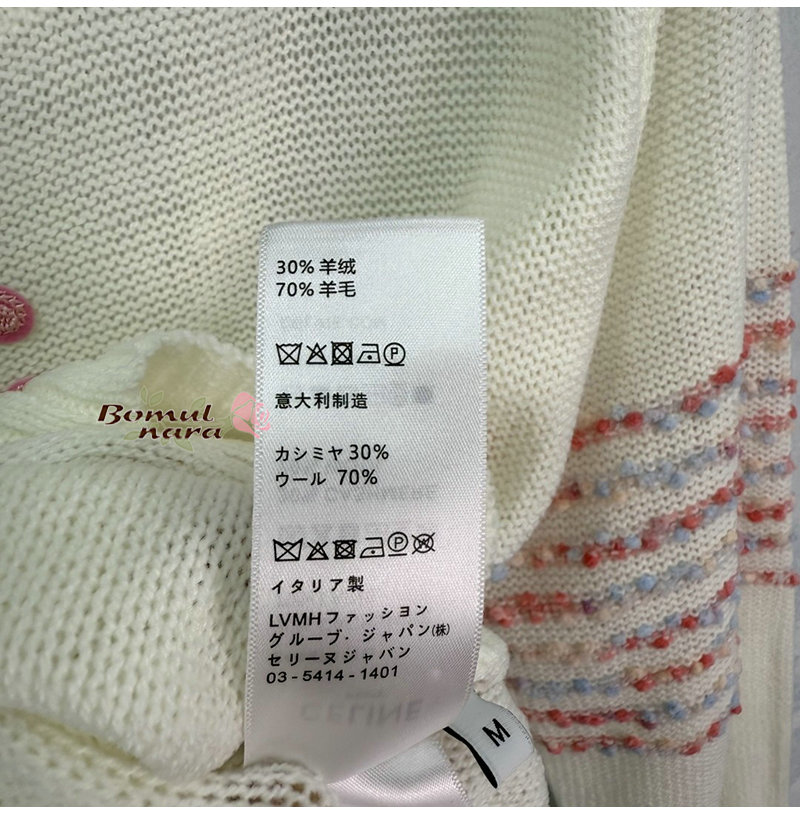 30% 羊绒
70% 羊毛
意大利制造
Bomul
nara
カシミヤ 30%
ウール 70%
イタリア製
LVMHファッション
グループ・ジャパン(株)
セリーヌジャパン
03-5414-1401
M